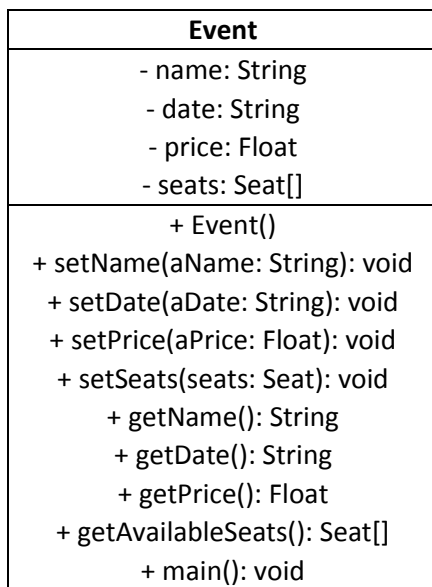 Event
- name: String
- date: String
- price: Float
- seats: Seat[]
+ Event()
+ setName(aName: String): void
+ setDate(aDate: String): void
+ setPrice(aPrice: Float): void
+ setSeats(seats: Seat): void
+ getName(): String
+ getDate(): String
+ getPrice(): Float
+ getAvailableSeats(): Seat[]
+ main(): void